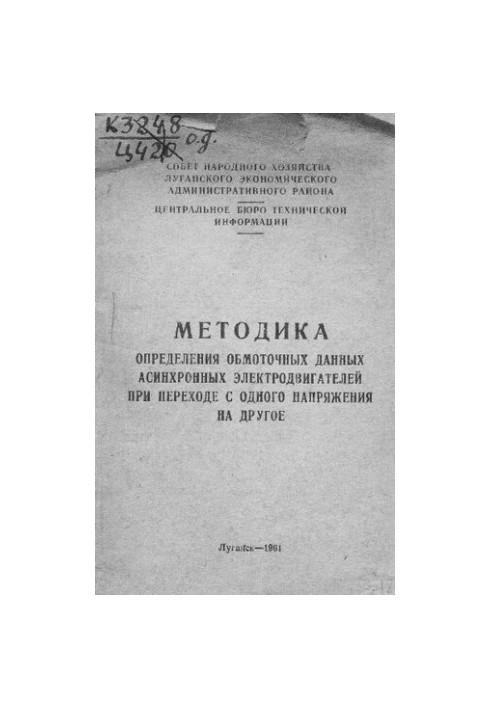 К3848
Ц420 о.д.
СОВЕТ НАРОДНОГО ХОЗЯЙСТВА
ЛУГАНСКОГО ЭКОНОМИЧЕСКОГО
АДМИНИСТРАТИВНОГО РАЙОНА
ЦЕНТРАЛЬНОЕ БЮРО ТЕХНИЧЕСКОЙ
ИНФОРМАЦИИ
МЕТОДИКА
ОПРЕДЕЛЕНИЯ ОБМОТОЧНЫХ ДАННЫХ
АСИНХРОННЫХ ЭЛЕКТРОДВИГАТЕЛЕЙ
ПРИ ПЕРЕХОДЕ С ОДНОГО НАПРЯЖЕНИЯ
НА ДРУГОЕ
Луганск—1961